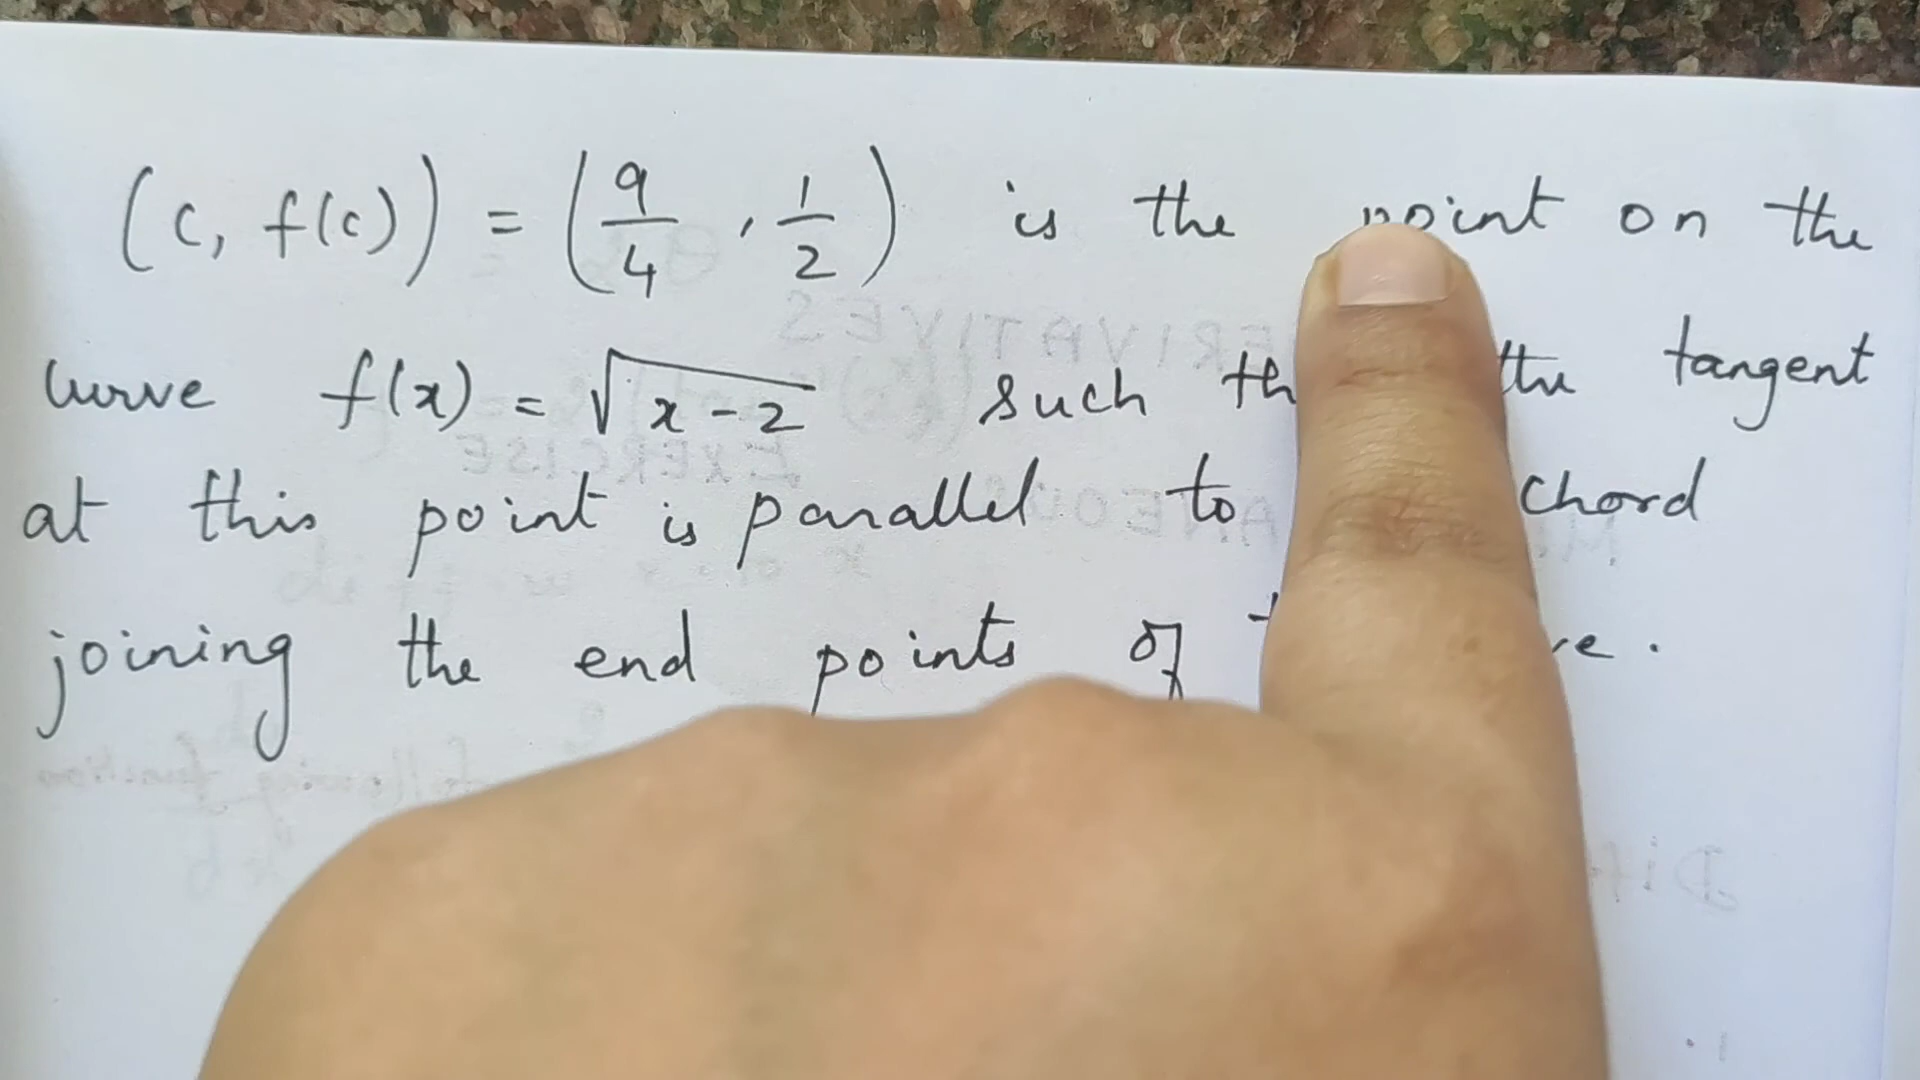 (c, f(c)) = (9/4, 1/2) is the point on the
curve f(x) = √(x-2) such the tangent
at this point is parallel to chord
joining the end points of